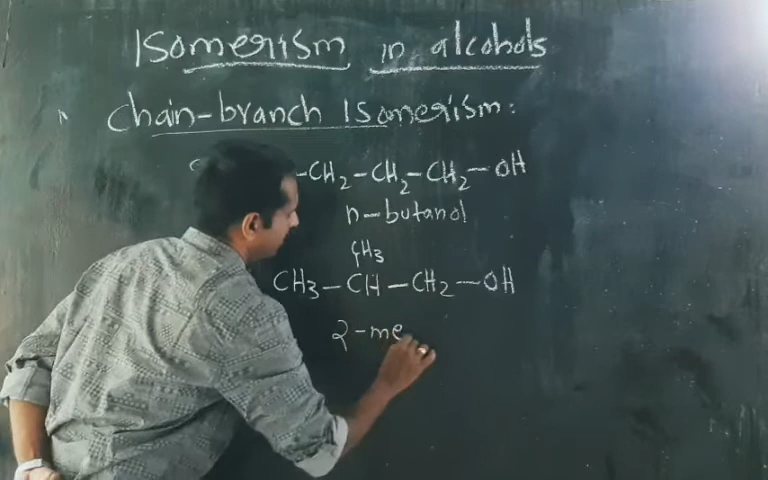 Isomerism in alcohols
Chain-branch Isomerism:
-CH₂-CH₂-CH₂-OH
n-butanol
CH₃
CH₃-CH-CH₂-OH
2-me